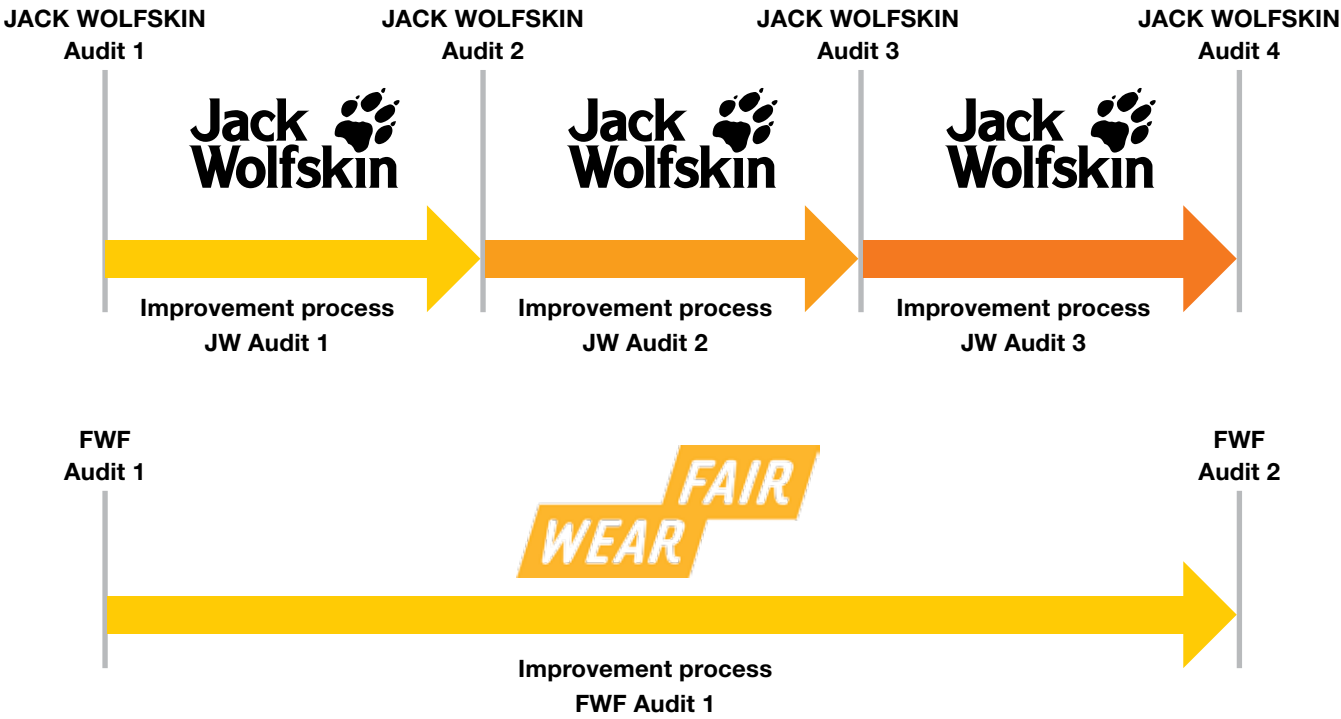 JACK WOLFSKIN
Audit 1
JACK WOLFSKIN
Audit 2
JACK WOLFSKIN
Audit 3
JACK WOLFSKIN
Audit 4
Jack
Wolfskin
Jack
Wolfskin
Jack
Wolfskin
Improvement process
JW Audit 1
Improvement process
JW Audit 2
Improvement process
JW Audit 3
FWF
Audit 1
FWF
Audit 2
FAIR
WEAR
Improvement process
FWF Audit 1